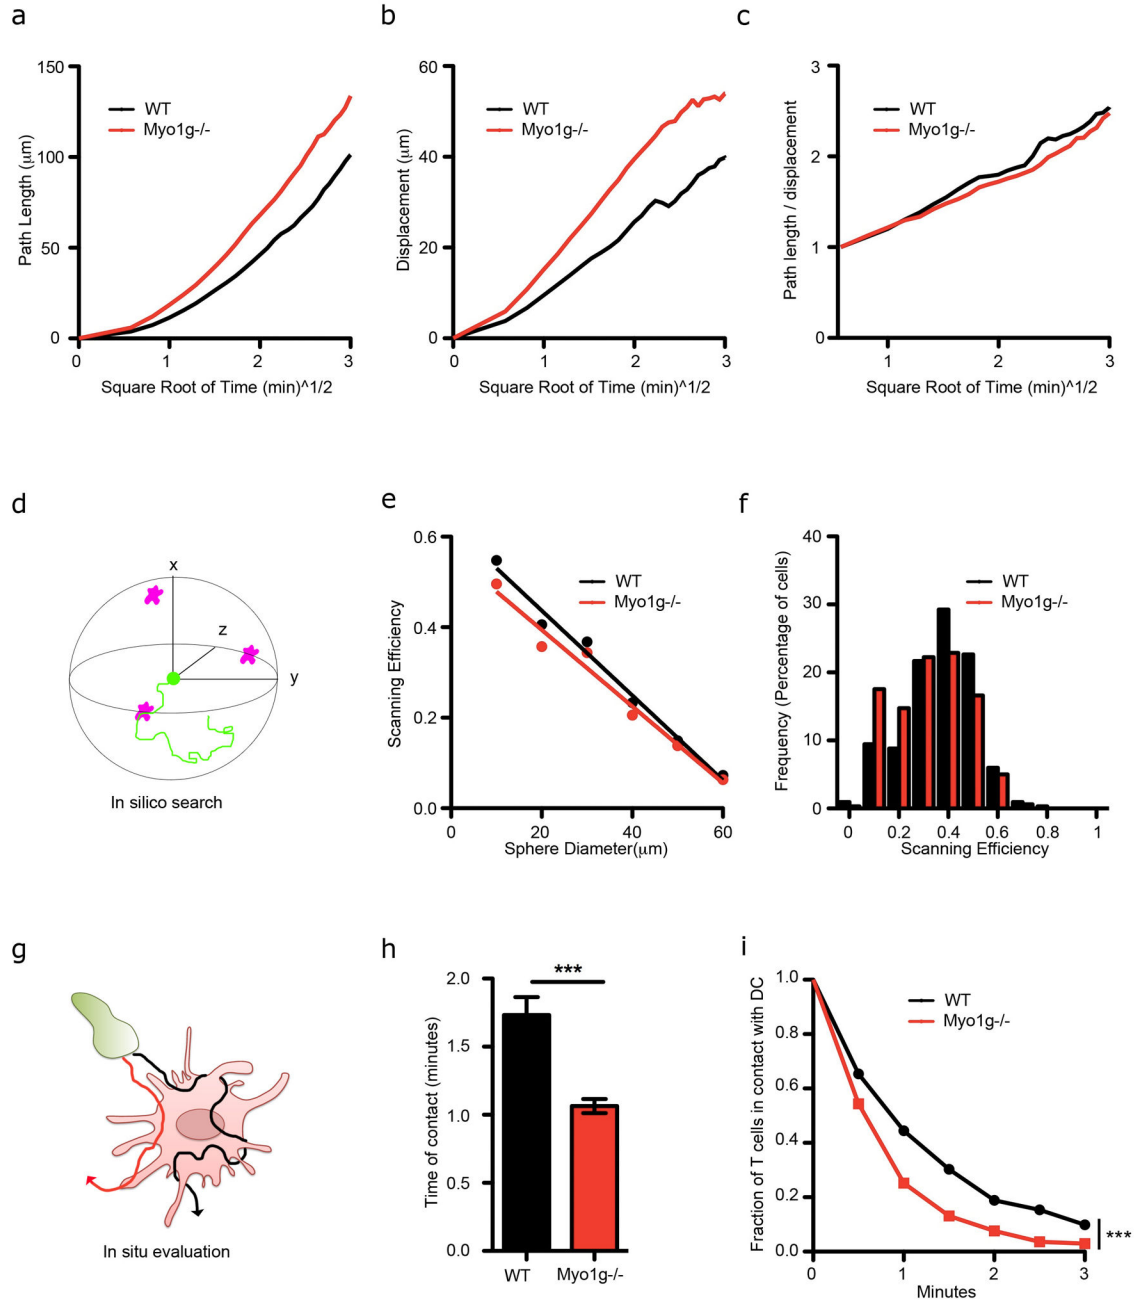 a
150
100
50
0
Path Length (μm)
WT
Myo1g-/-
0 1 2 3
Square Root of Time (min)^1/2
b
60
40
20
0
Displacement (μm)
WT
Myo1g-/-
0 1 2 3
Square Root of Time (min)^1/2
c
3
2
1
0
Path length / displacement
WT
Myo1g-/-
1 2 3
Square Root of Time (min)^1/2
d
x
z
y
In silico search
e
0.6
0.4
0.2
0.0
Scanning Efficiency
WT
Myo1g-/-
0 20 40 60
Sphere Diameter(μm)
f
40
30
20
10
0
Frequency (Percentage of cells)
WT
Myo1g-/-
0 0.2 0.4 0.6 0.8 1
Scanning Efficiency
g
In situ evaluation
h
2.0
1.5
1.0
0.5
0.0
Time of contact (minutes)
***
WT Myo1g-/-
i
1.0
0.8
0.6
0.4
0.2
0.0
Fraction of T cells in contact with DC
WT
Myo1g-/-
***
0 1 2 3
Minutes